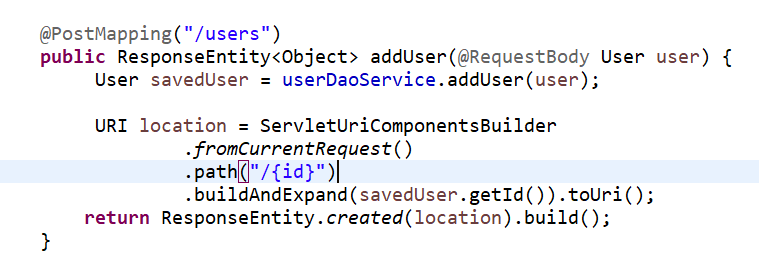 @PostMapping("/users")
public ResponseEntity<Object> addUser(@RequestBody User user) {
User savedUser = userDaoService.addUser(user);
URI location = ServletUriComponentsBuilder
.fromCurrentRequest()
.path("/{id}")
.buildAndExpand(savedUser.getId()).toUri();
return ResponseEntity.created(location).build();
}